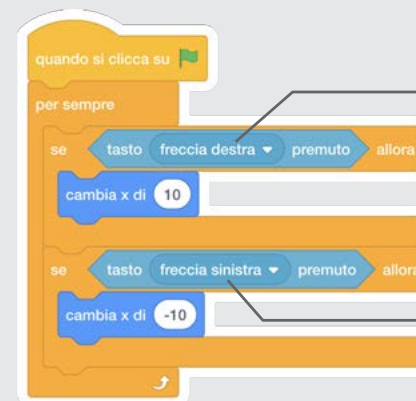 quando si clicca su
per sempre
se tasto freccia destra premuto allora
cambia x di 10
se tasto freccia sinistra premuto allora
cambia x di -10